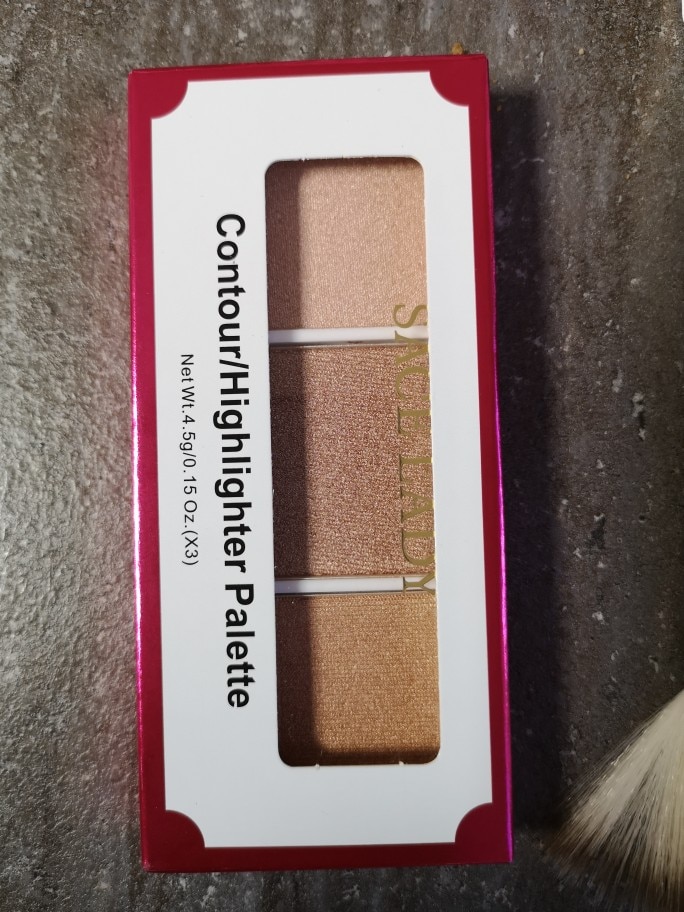 SACE LADY
Contour/Highlighter Palette
Net Wt.4.5g/0.15 Oz.(X3)